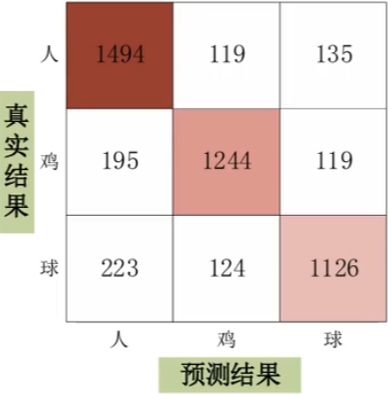 人 1494 119 135
真实结果
鸡 195 1244 119
球 223 124 1126
人 鸡 球
预测结果